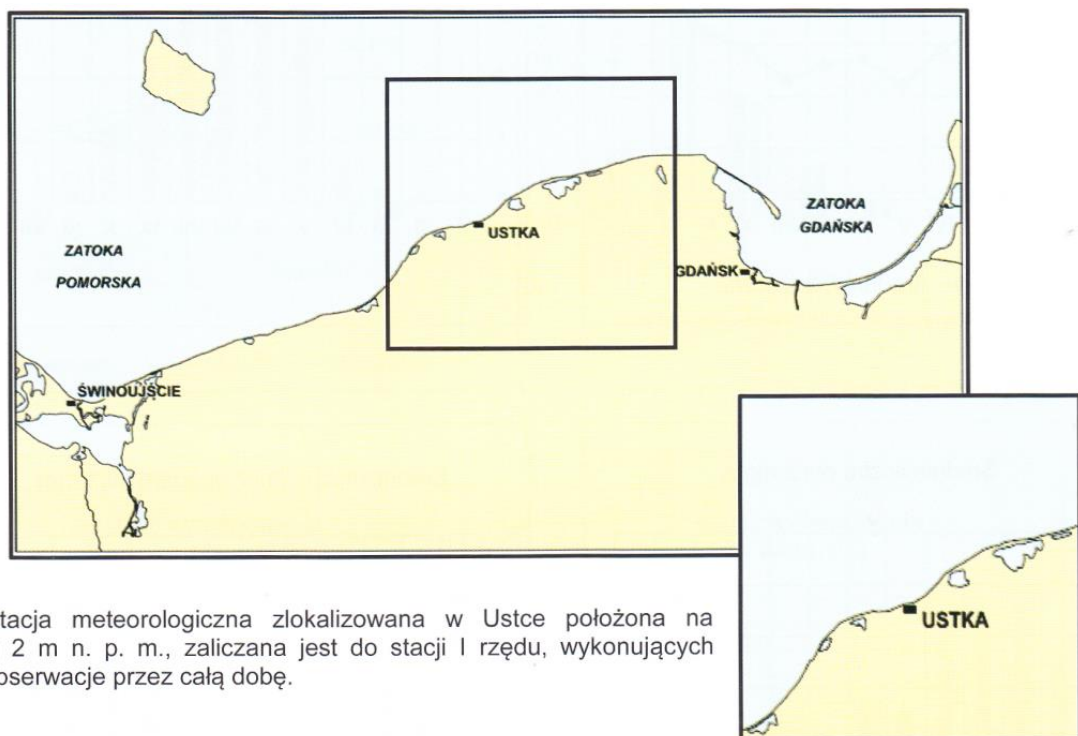 ZATOKA
POMORSKA
USTKA
ZATOKA
GDAŃSKA
GDAŃSK
ŚWINOUJŚCIE
USTKA
tacja meteorologiczna zlokalizowana w Ustce położona na
2 m n. p. m., zaliczana jest do stacji I rzędu, wykonujących
serwacje przez całą dobę.